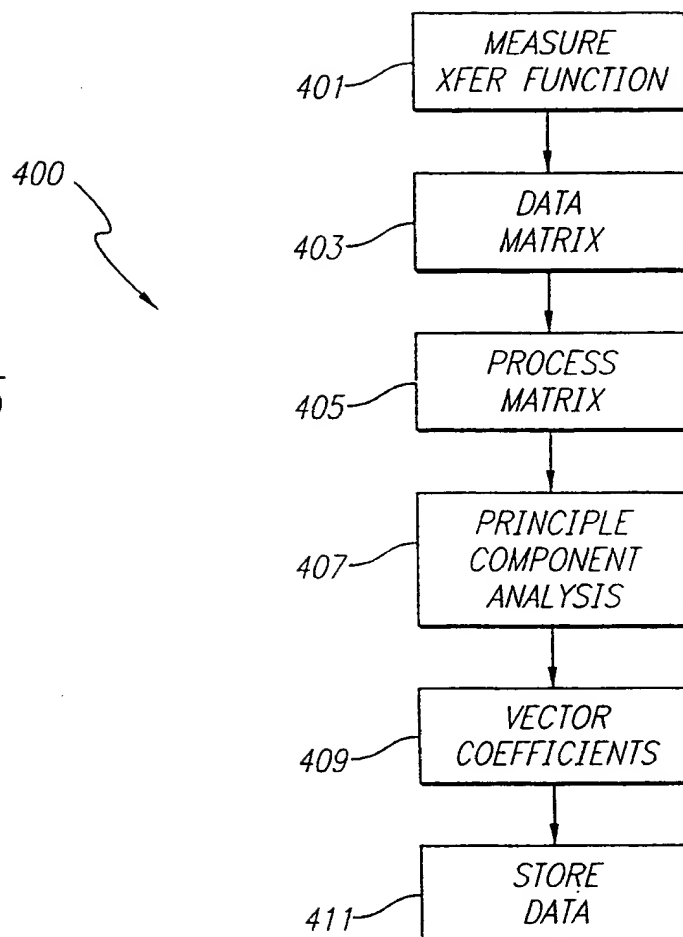 MEASURE
XFER FUNCTION
401
400
DATA
MATRIX
403
PROCESS
MATRIX
405
PRINCIPLE
COMPONENT
ANALYSIS
407
VECTOR
COEFFICIENTS
409
STORE
DATA
411